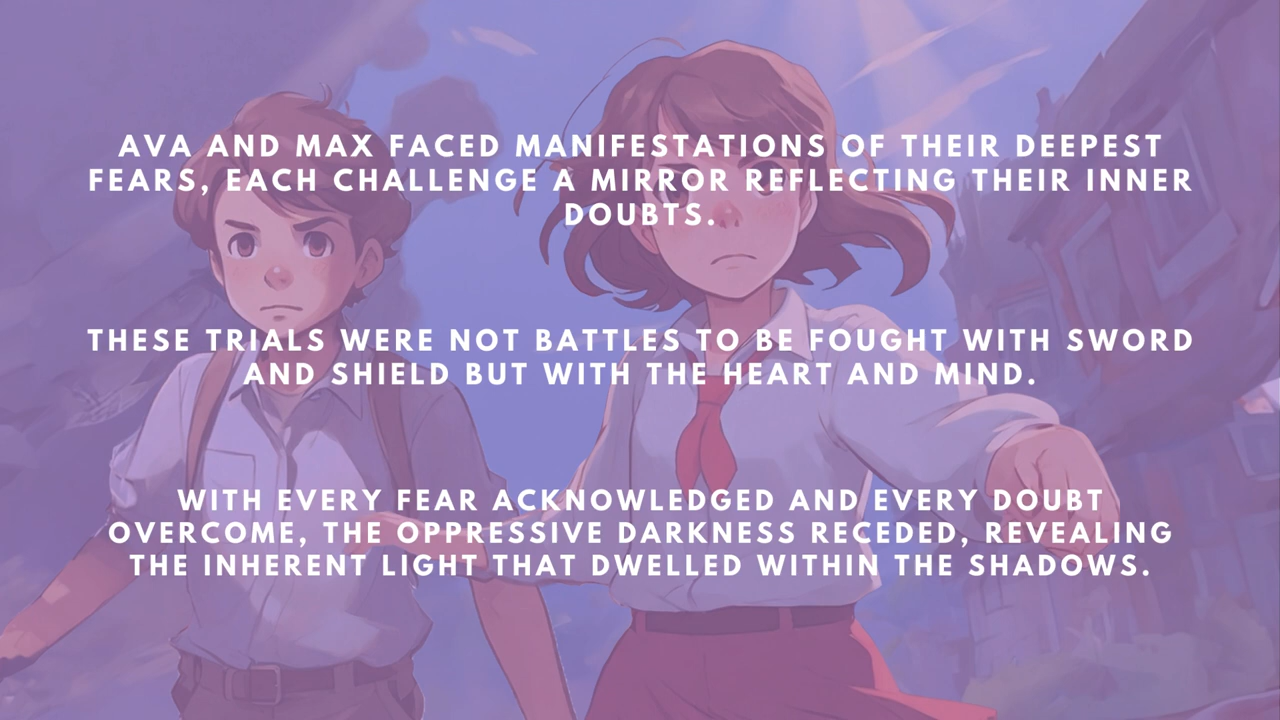 AVA AND MAX FACED MANIFESTATIONS OF THEIR DEEPEST
FEARS, EACH CHALLENGE A MIRROR REFLECTING THEIR INNER
DOUBTS.
THESE TRIALS WERE NOT BATTLES TO BE FOUGHT WITH SWORD
AND SHIELD BUT WITH THE HEART AND MIND.
WITH EVERY FEAR ACKNOWLEDGED AND EVERY DOUBT
OVERCOME, THE OPPRESSIVE DARKNESS RECEDED, REVEALING
THE INHERENT LIGHT THAT DWELLED WITHIN THE SHADOWS.